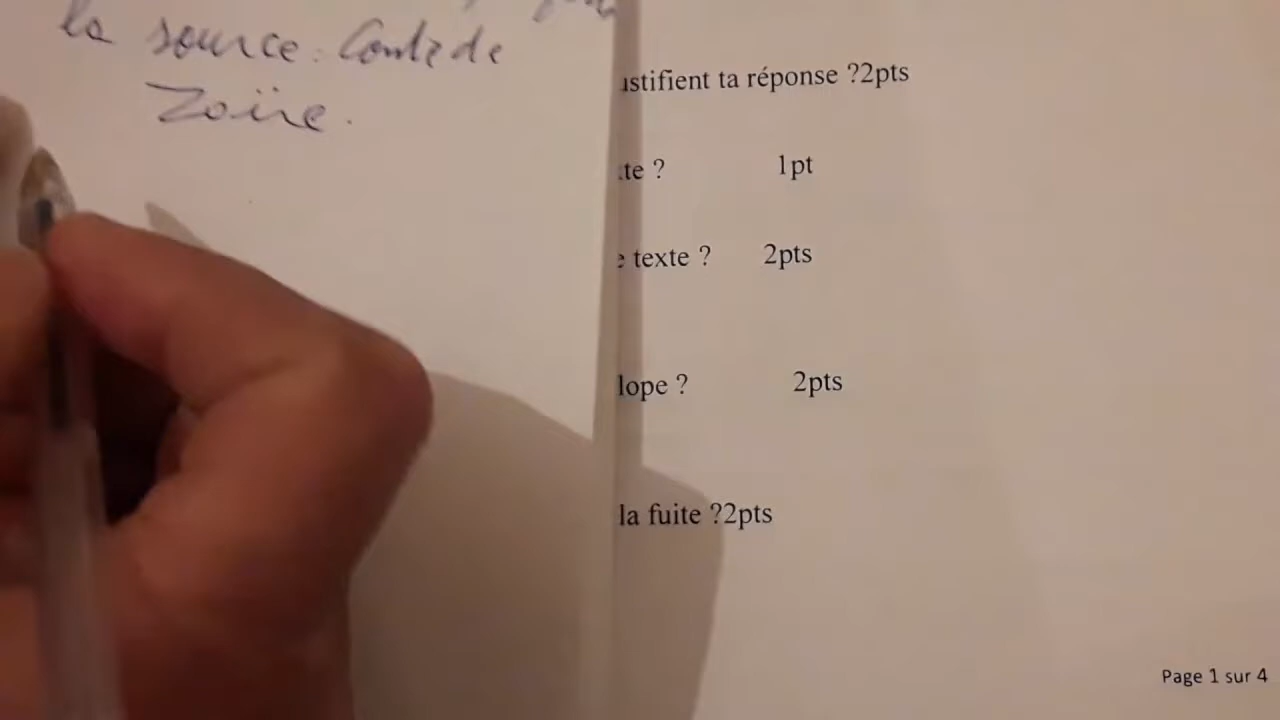 la source : Conte de
Zaïre.
ustifient ta réponse ?2pts
te ? 1pt
e texte ? 2pts
lope ? 2pts
la fuite ?2pts
Page 1 sur 4